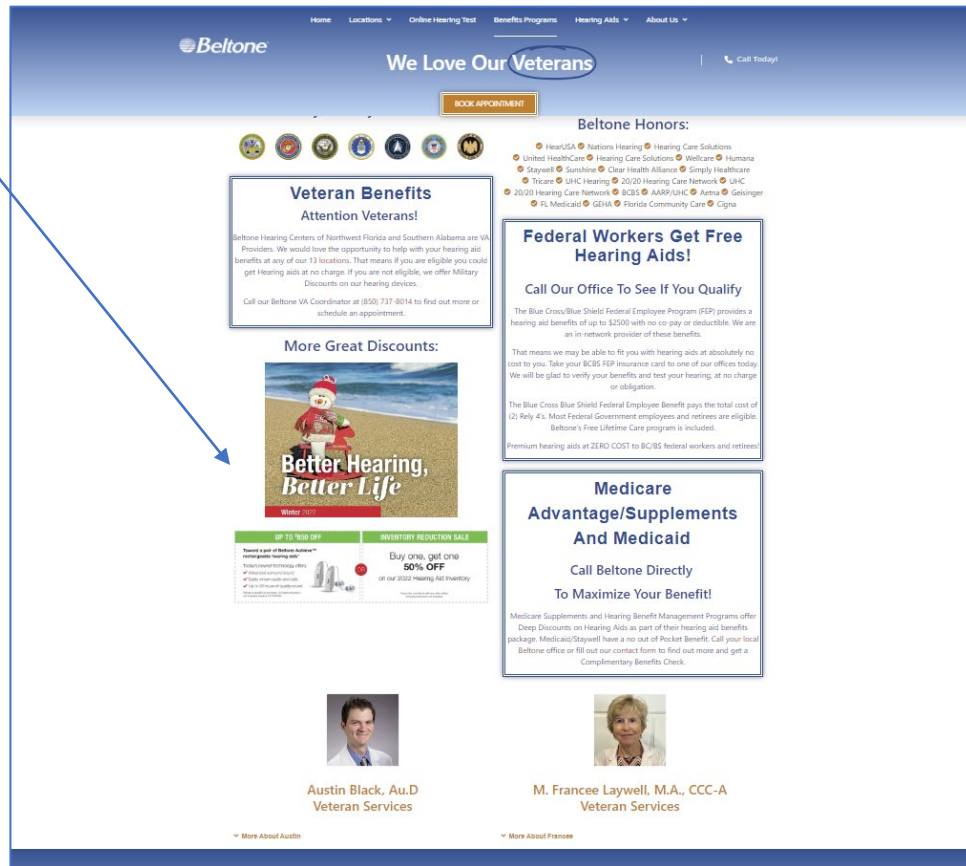 Home Locations Online Hearing Test Benefits Programs Hearing Aids About Us
Beltone
We Love Our Veterans
Call Today!
BOOK APPOINTMENT
Veteran Benefits
Attention Veterans!
Beltone Hearing Centers of Northwest Florida and Southern Alabama are VA
Providers. We would love the opportunity to help with your hearing aid
benefits at any of our 13 locations. That means if you are eligible you could
get Hearing aids at no charge. If you are not eligible, we offer Military
Discounts on our hearing devices.
Call our Beltone VA Coordinator at (850) 737-8014 to find out more or
schedule an appointment.
More Great Discounts:
Better Hearing,
Better Life
Winter 2022
UP TO $850 OFF
Toward a pair of Beltone Achieve™
rechargeable hearing aids*
INVENTORY REDUCTION SALE
Buy one, get one
50% OFF
on our 2022 Hearing Aid Inventory
Beltone Honors:
HearUSA Nations Hearing Hearing Care Solutions
United HealthCare Hearing Care Solutions Wellcare Humana
Staywell Sunshine Clear Health Alliance Simply Healthcare
Tricare UHC Hearing 20/20 Hearing Care Network UHC
20/20 Hearing Care Network BCBS AARP/UHC Aetna Geisinger
FL Medicaid GEHA Florida Community Care Cigna
Federal Workers Get Free
Hearing Aids!
Call Our Office To See If You Qualify
The Blue Cross/Blue Shield Federal Employee Program (FEP) provides a
hearing aid benefits of up to $2500 with no co-pay or deductible. We are
an in-network provider of these benefits.
That means we may be able to fit you with hearing aids at absolutely no
cost to you. Take your BCBS FEP insurance card to one of our offices today.
We will be glad to verify your benefits and test your hearing, at no charge
or obligation.
The Blue Cross Blue Shield Federal Employee Benefit pays the total cost of
(2) Rely 4's. Most Federal Government employees and retirees are eligible.
Beltone's Free Lifetime Care program is included.
Premium hearing aids at ZERO COST to BC/BS federal workers and retirees!
Medicare
Advantage/Supplements
And Medicaid
Call Beltone Directly
To Maximize Your Benefit!
Medicare Supplements and Hearing Benefit Management Programs offer
Deep Discounts on Hearing Aids as part of their hearing aid benefits
package. Medicaid/Staywell have a no out of Pocket Benefit. Call your local
Beltone office or fill out our contact form to find out more and get a
Complimentary Benefits Check.
Austin Black, Au.D
Veteran Services
More About Austin
M. Francee Laywell, M.A., CCC-A
Veteran Services
More About Francee